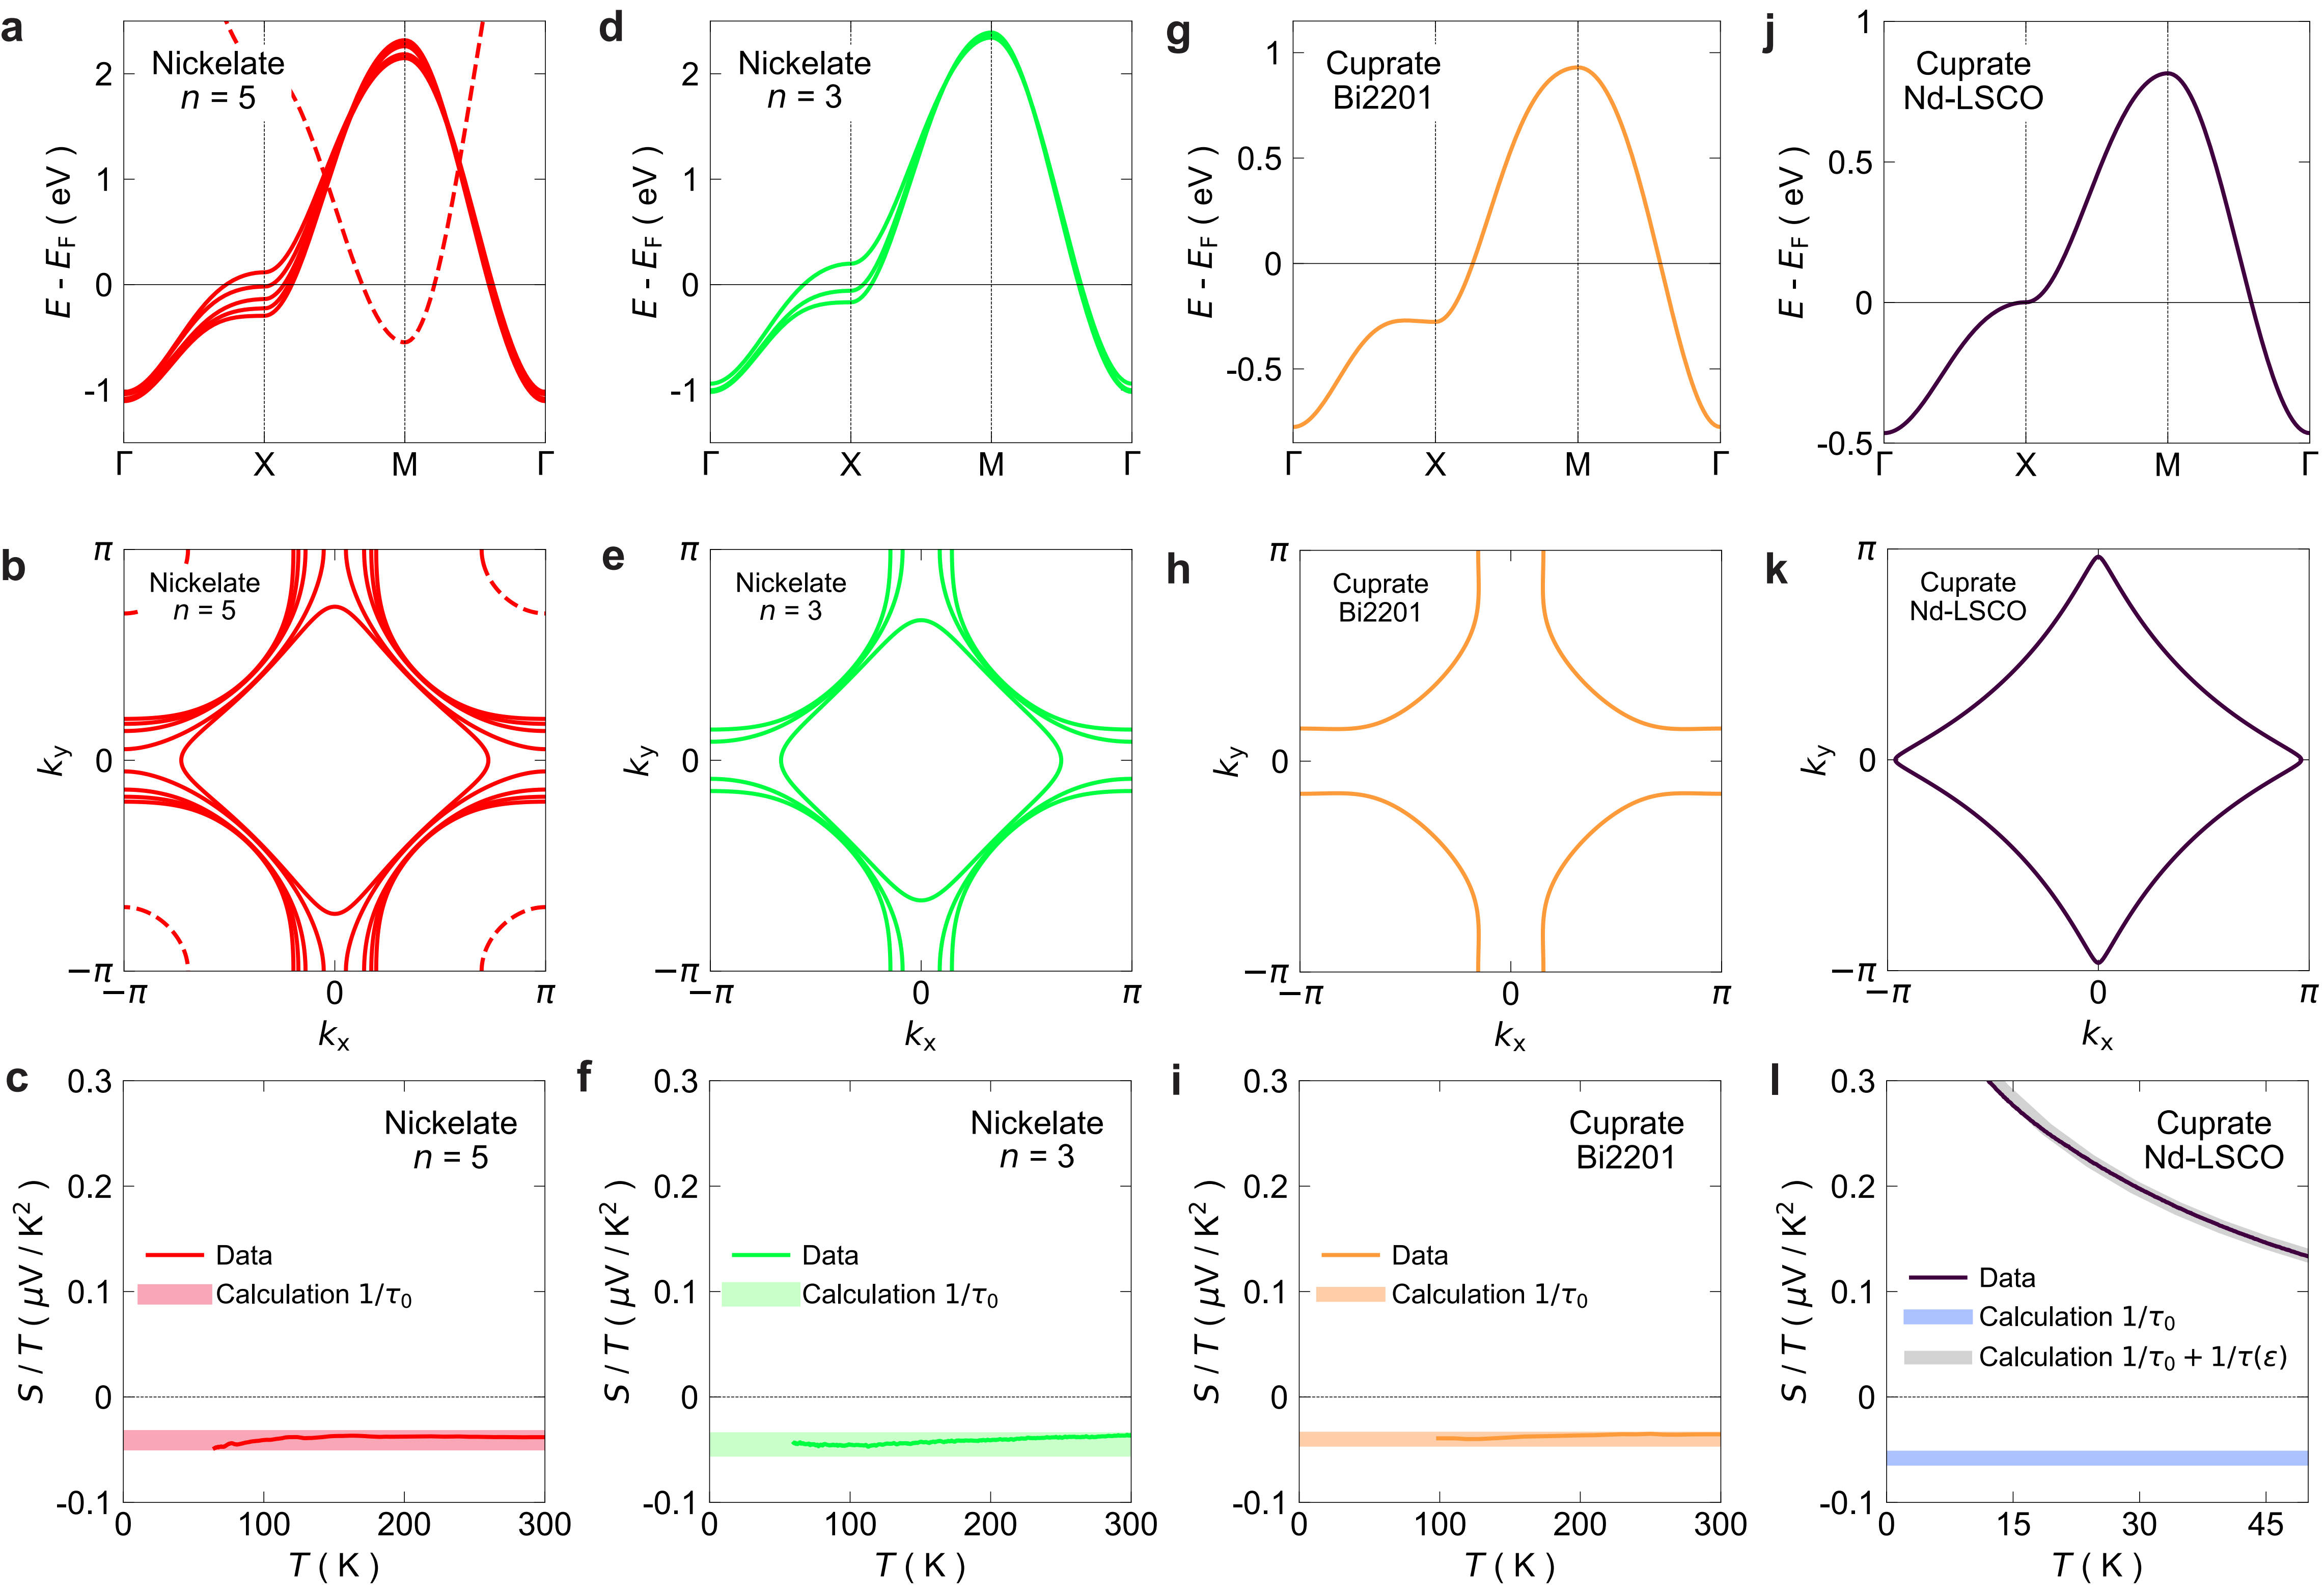 a
Nickelate
n = 5
2
1
0
-1
E - EF ( eV )
Γ
X
M
Γ
d
Nickelate
n = 3
2
1
0
-1
E - EF ( eV )
Γ
X
M
Γ
g
Cuprate
Bi2201
1
0.5
0
-0.5
E - EF ( eV )
Γ
X
M
Γ
j
Cuprate
Nd-LSCO
1
0.5
0
-0.5
E - EF ( eV )
Γ
X
M
Γ
b
Nickelate
n = 5
π
0
−π
ky
−π
0
π
kx
e
Nickelate
n = 3
π
0
−π
ky
−π
0
π
kx
h
Cuprate
Bi2201
π
0
−π
ky
−π
0
π
kx
k
Cuprate
Nd-LSCO
π
0
−π
ky
−π
0
π
kx
c
Nickelate
n = 5
Data
Calculation 1/τ0
0.3
0.2
0.1
0
-0.1
S / T ( μV / K² )
0
100
200
300
T ( K )
f
Nickelate
n = 3
Data
Calculation 1/τ0
0.3
0.2
0.1
0
-0.1
S / T ( μV / K² )
0
100
200
300
T ( K )
i
Cuprate
Bi2201
Data
Calculation 1/τ0
0.3
0.2
0.1
0
-0.1
S / T ( μV / K² )
0
100
200
300
T ( K )
l
Cuprate
Nd-LSCO
Data
Calculation 1/τ0
Calculation 1/τ0 + 1/τ(ε)
0.3
0.2
0.1
0
-0.1
S / T ( μV / K² )
0
15
30
45
T ( K )